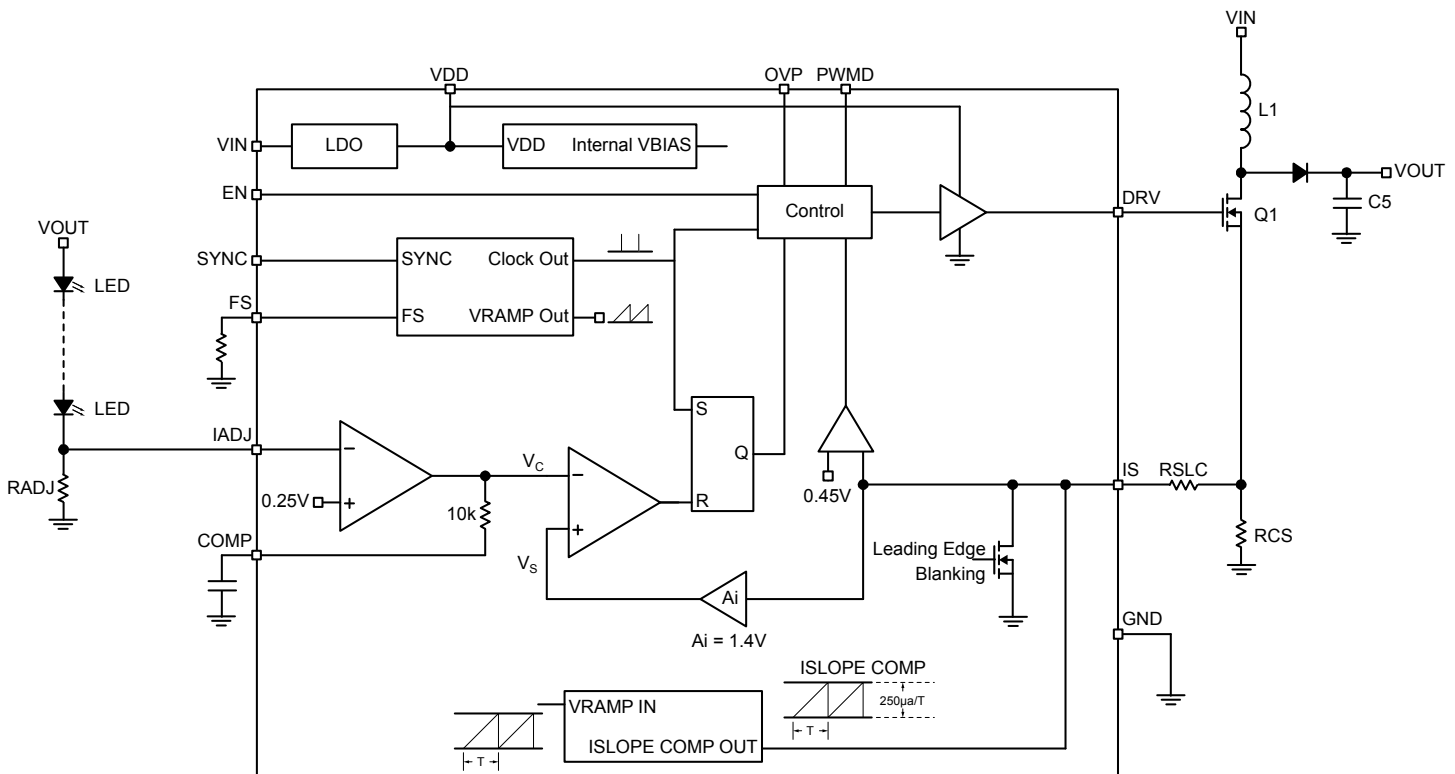 VIN
VDD
OVP
PWMD
L1
VIN
LDO
VDD
Internal VBIAS
EN
Control
DRV
VOUT
C5
Q1
VOUT
LED
SYNC
SYNC
Clock Out
FS
FS
VRAMP Out
LED
IADJ
RADJ
−
0.25V
+
10k
COMP
VC
−
+
VS
S
Q
R
0.45V
IS
RSLC
RCS
Leading Edge
Blanking
Ai
Ai = 1.4V
GND
ISLOPE COMP
250µa/T
T
VRAMP IN
ISLOPE COMP OUT
T